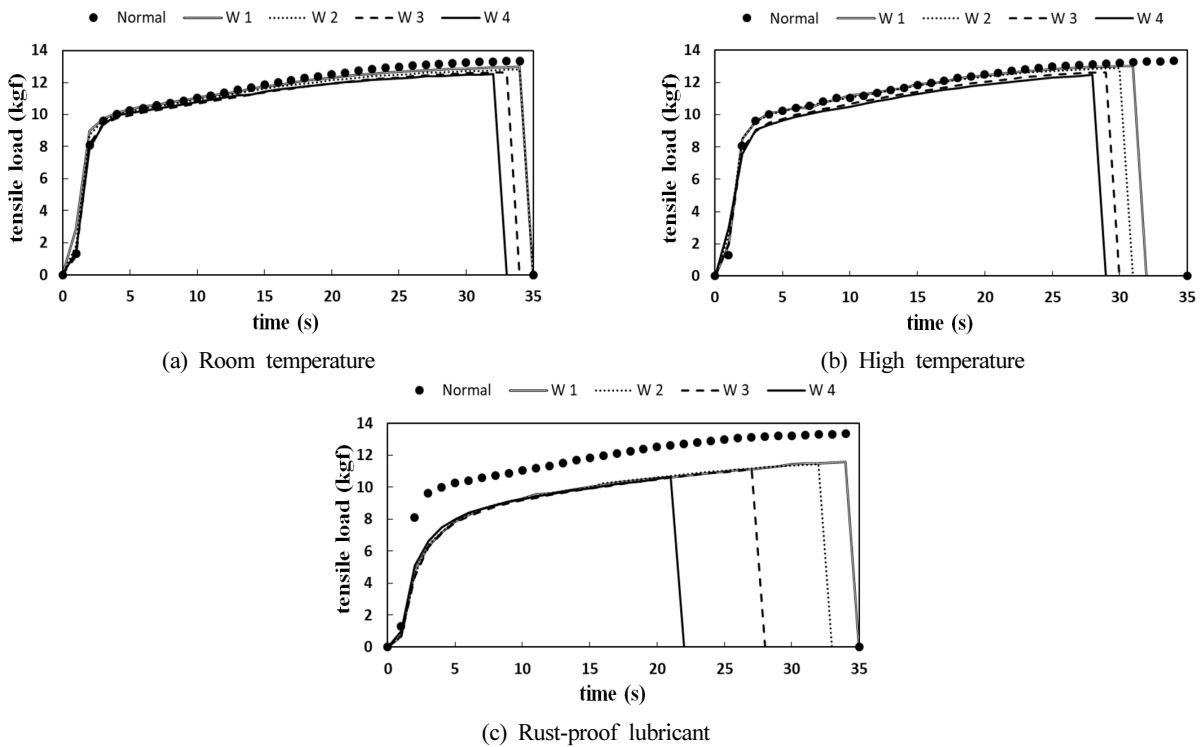 Normal W 1 W 2 W 3 W 4
14
12
10
8
6
4
2
0
tensile load (kgf)
0 5 10 15 20 25 30 35
time (s)
(a) Room temperature
Normal W 1 W 2 W 3 W 4
14
12
10
8
6
4
2
0
tensile load (kgf)
0 5 10 15 20 25 30 35
time (s)
(b) High temperature
Normal W 1 W 2 W 3 W 4
14
12
10
8
6
4
2
0
tensile load (kgf)
0 5 10 15 20 25 30 35
time (s)
(c) Rust-proof lubricant